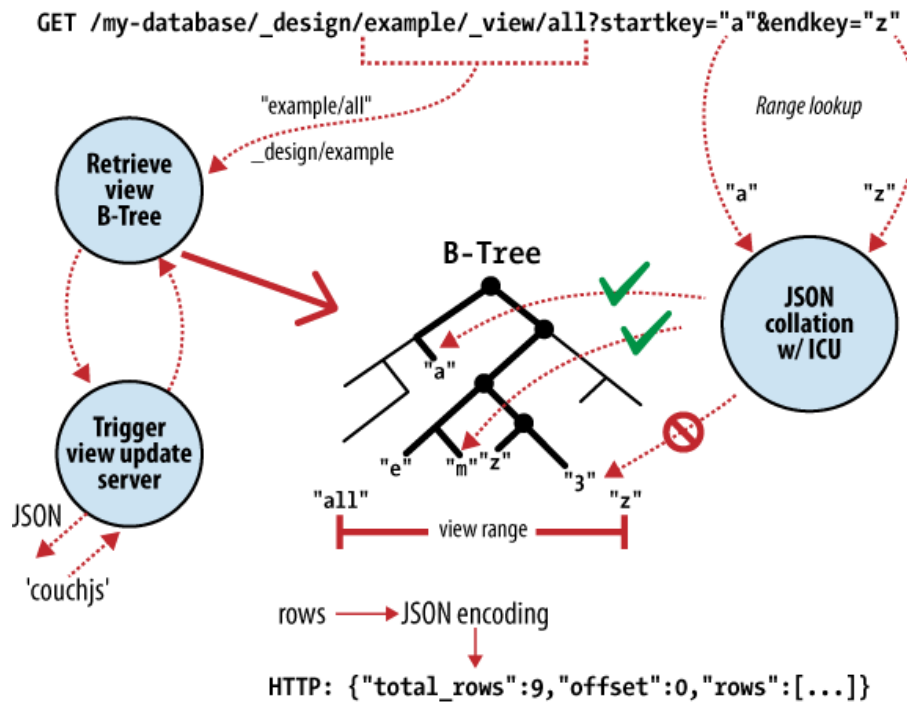 GET /my-database/_design/example/_view/all?startkey="a"&endkey="z"
"example/all"
_design/example
Range lookup
"a"
"z"
Retrieve
view
B-Tree
B-Tree
JSON
collation
w/ ICU
"a"
Trigger
view update
server
"e"
"m"
"z"
"3"
"all"
"z"
view range
JSON
'couchjs'
rows
JSON encoding
HTTP: {"total_rows":9,"offset":0,"rows":[...]}